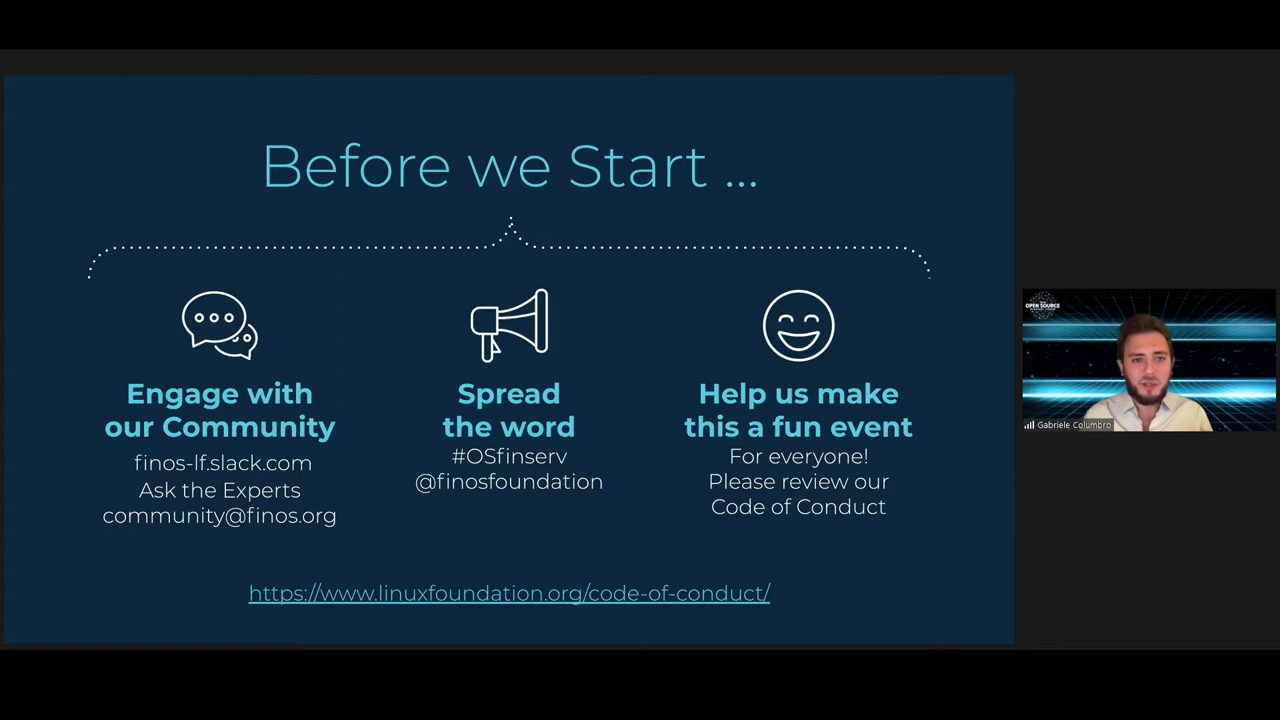 Before we Start ...
Engage with
our Community
finos-lf.slack.com
Ask the Experts
community@finos.org
Spread
the word
#OSfinserv
@finosfoundation
Help us make
this a fun event
For everyone!
Please review our
Code of Conduct
https://www.linuxfoundation.org/code-of-conduct/
OPEN SOURCE
Gabriele Columbro